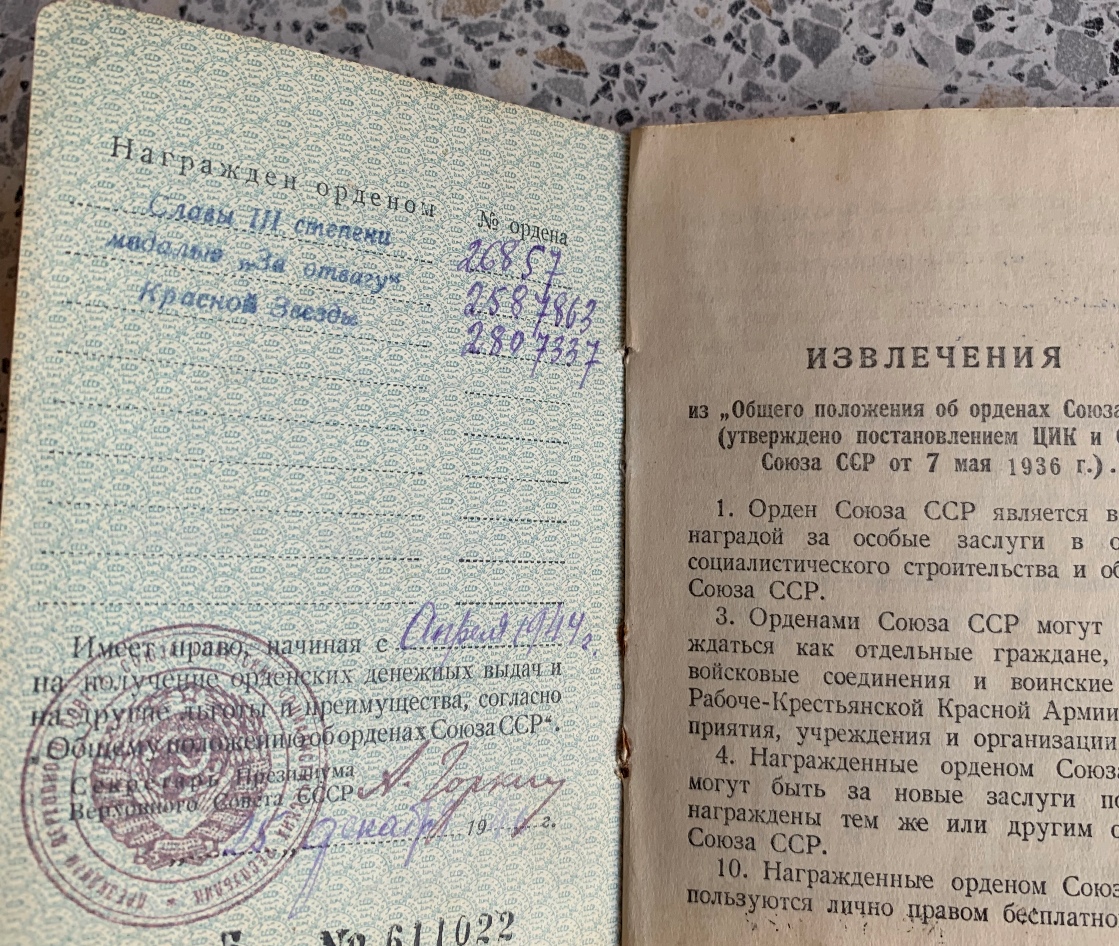 Награжден орденом
№ ордена
Славы III степени
26857
медалью „За отвагу“
2587863
Красной Звезды
2807337
Имеет право, начиная с Апреля 1944 г.
на получение орденских денежных выдач и
на другие льготы и преимущества, согласно
„Общему положению об орденах Союза ССР“.
Секретарь Президиума
Верховного Совета СССР А. Горкин
25 декабря 19 г.
№ 611022
ИЗВЛЕЧЕНИЯ
из „Общего положения об орденах Союза
(утверждено постановлением ЦИК и
Союза ССР от 7 мая 1936 г.).
1. Орден Союза ССР является в
наградой за особые заслуги в
социалистического строительства и об
Союза ССР.
3. Орденами Союза ССР могут
ждаться как отдельные граждане,
войсковые соединения и воинские
Рабоче-Крестьянской Красной Армии
приятия, учреждения и организации
4. Награжденные орденом Союза
могут быть за новые заслуги по
награждены тем же или другим о
Союза ССР.
10. Награжденные орденом Союз
пользуются лично правом бесплатно